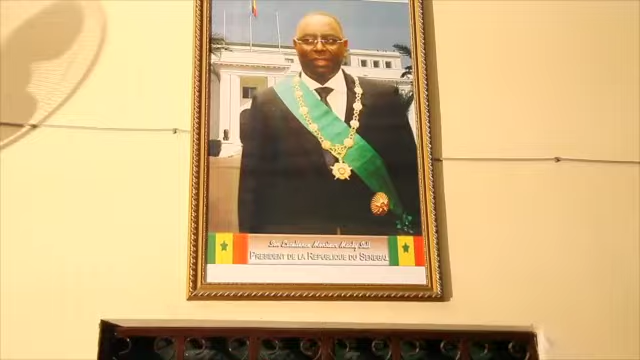 Son Excellence Monsieur Macky Sall
PRESIDENT DE LA REPUBLIQUE DU SENEGAL